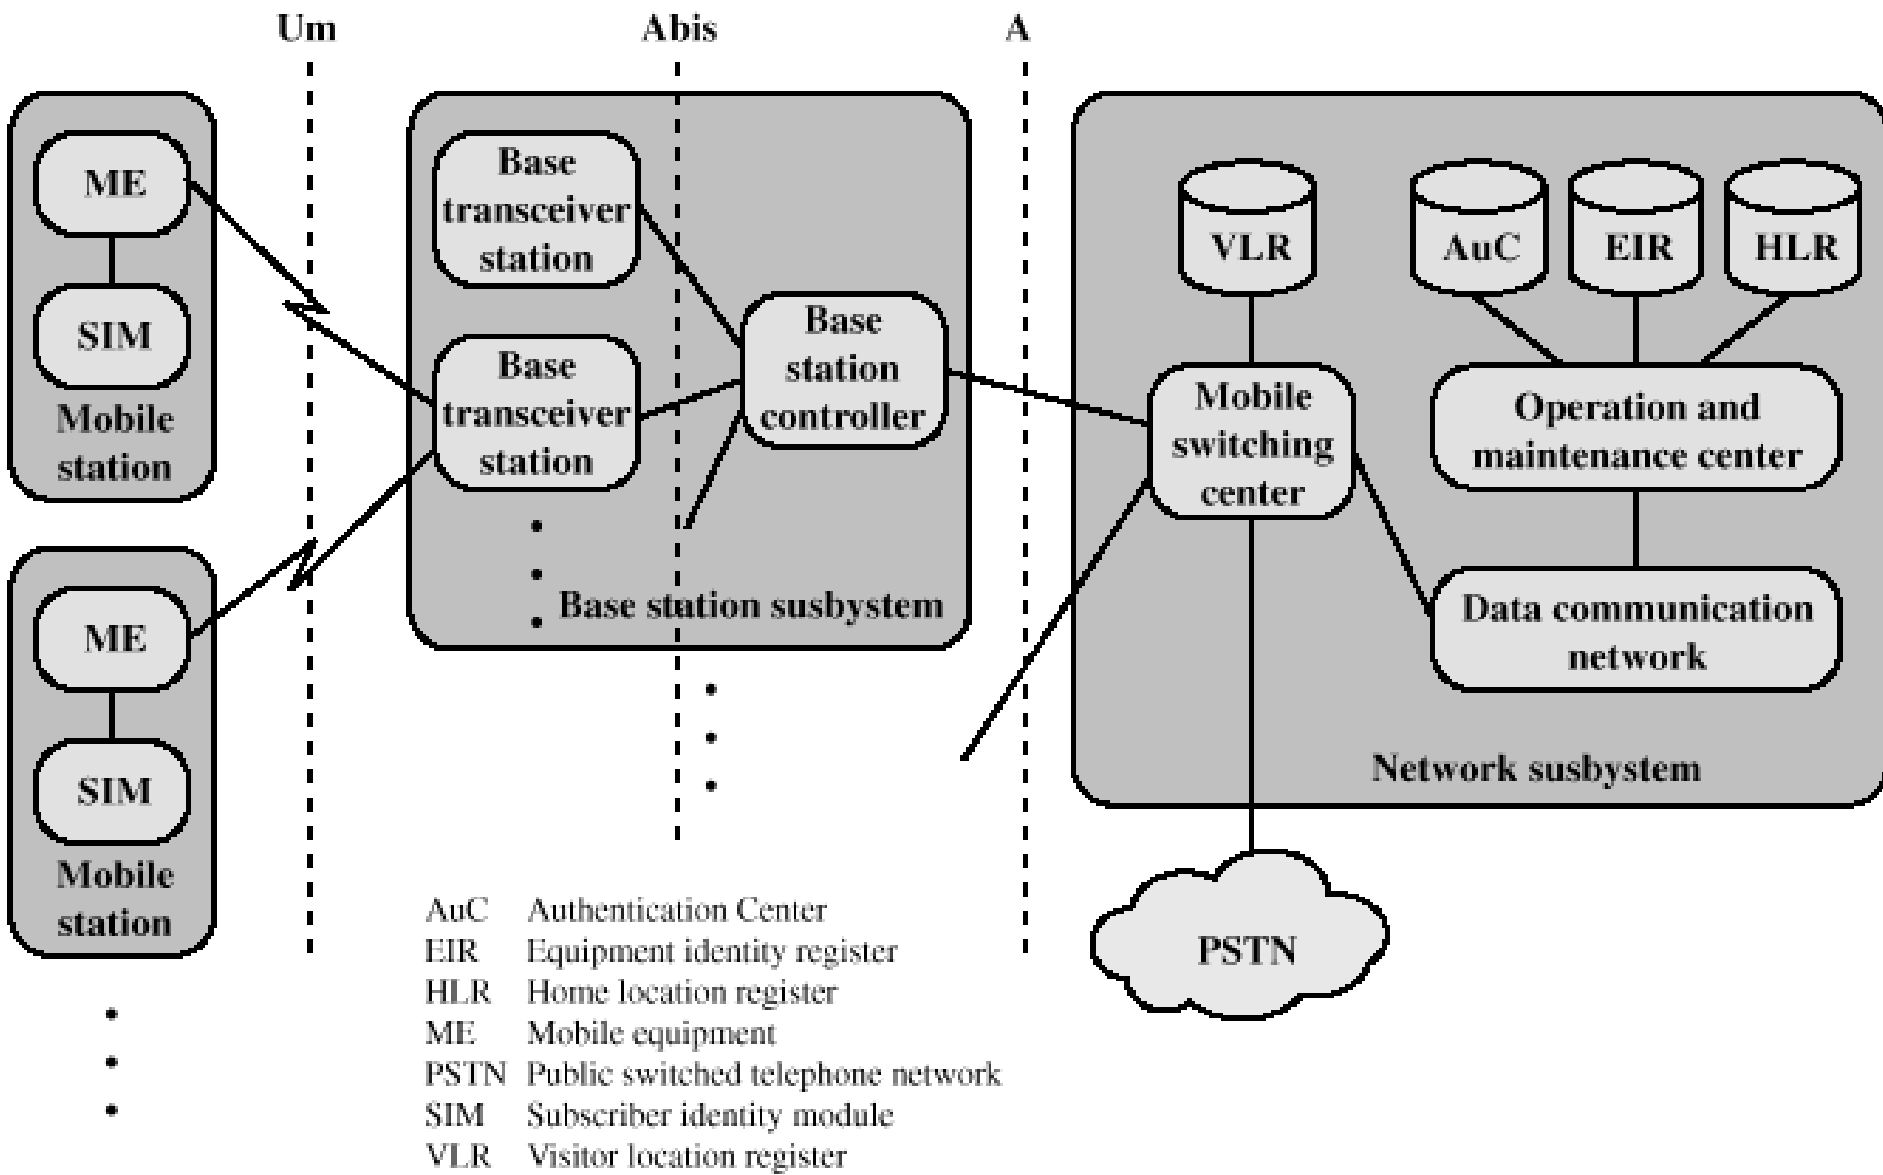 Um
Abis
A
ME
SIM
Mobile
station
ME
SIM
Mobile
station
Base
transceiver
station
Base
transceiver
station
Base
station
controller
Base station susbystem
VLR
AuC
EIR
HLR
Mobile
switching
center
Operation and
maintenance center
Data communication
network
Network susbystem
PSTN
AuC Authentication Center
EIR Equipment identity register
HLR Home location register
ME Mobile equipment
PSTN Public switched telephone network
SIM Subscriber identity module
VLR Visitor location register